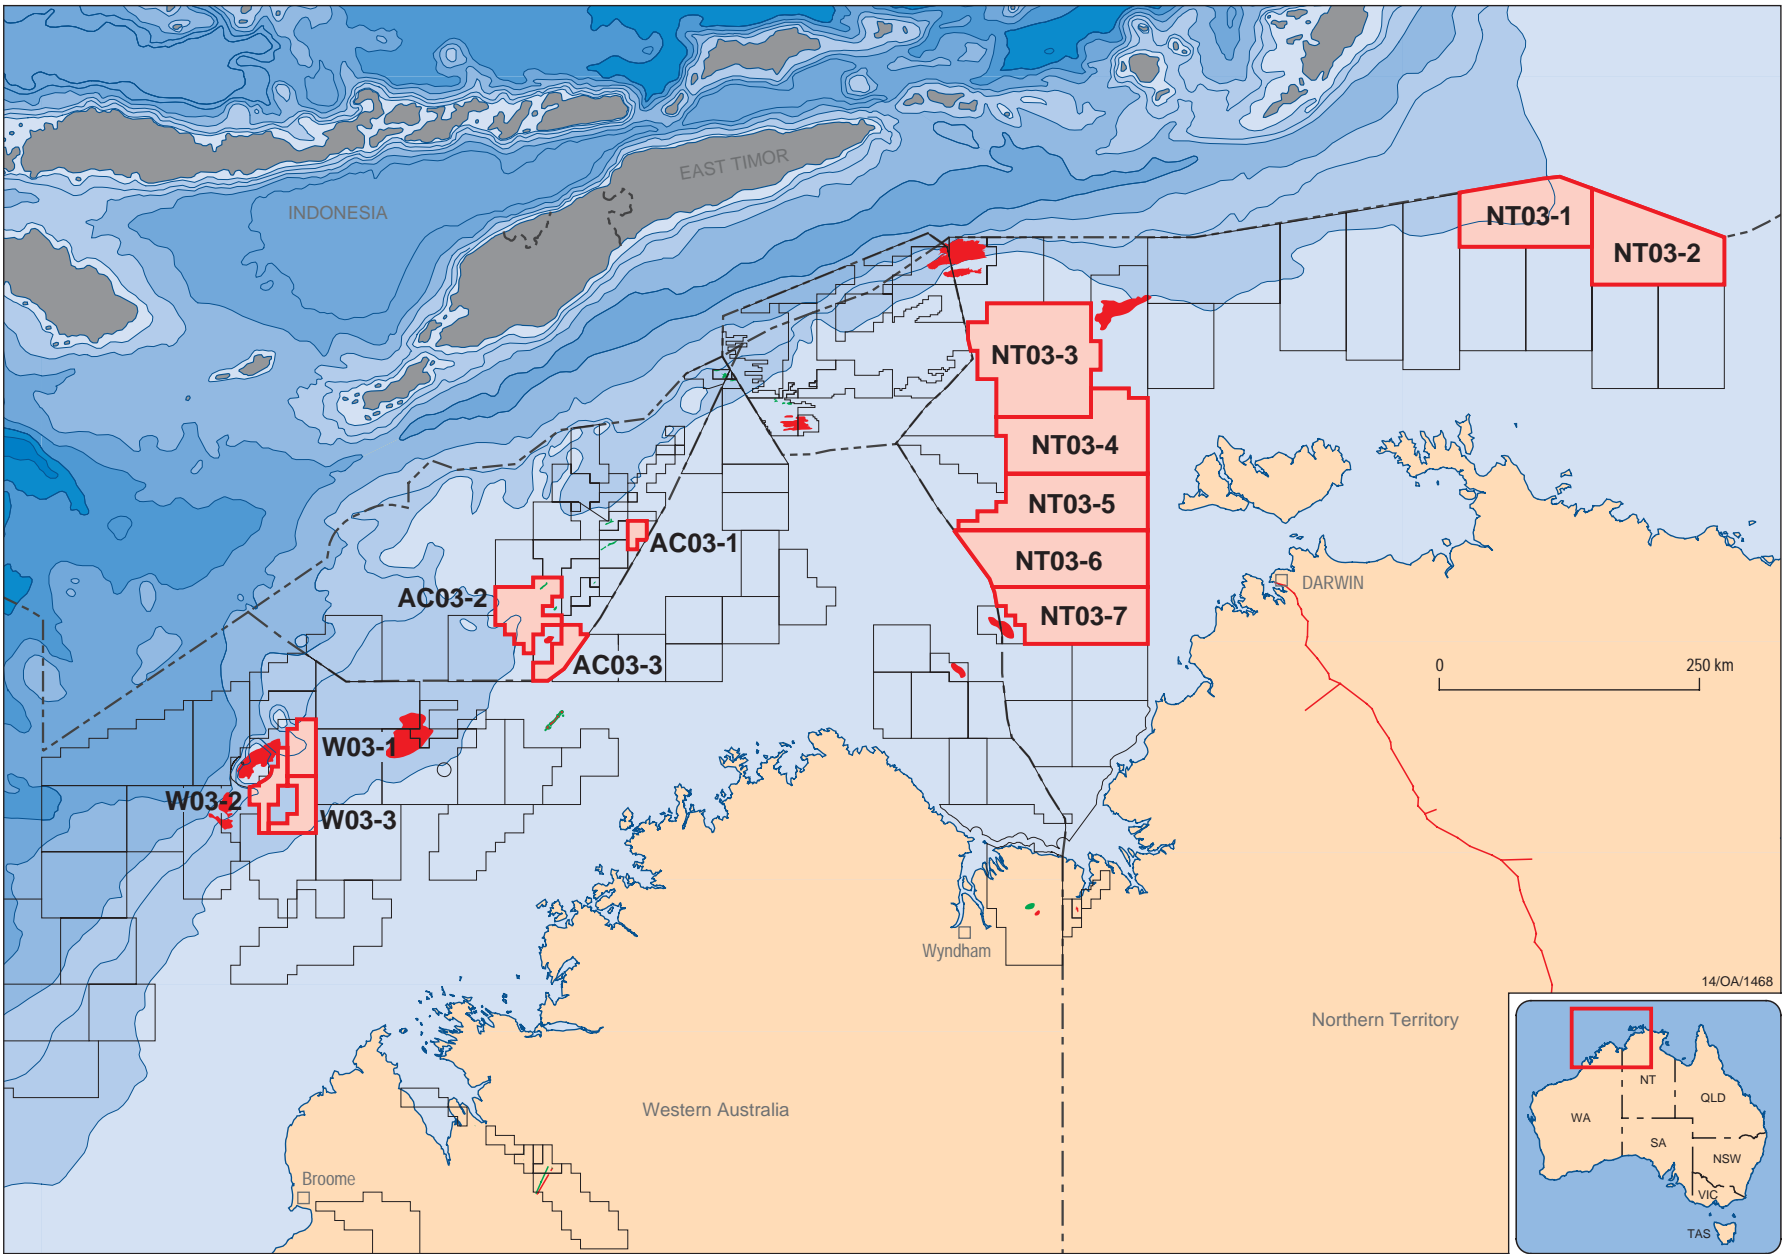 EAST TIMOR
INDONESIA
NT03-1
NT03-2
NT03-3
NT03-4
NT03-5
AC03-1
NT03-6
DARWIN
AC03-2
NT03-7
AC03-3
0 250 km
W03-1
W03-2
W03-3
Wyndham
14/OA/1468
Northern Territory
Western Australia
Broome
NT
QLD
WA
SA
NSW
VIC
TAS